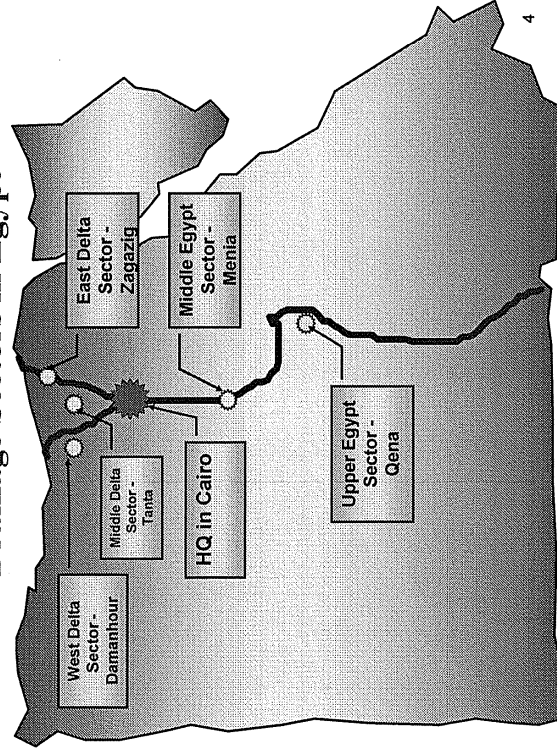 West Delta
Sector -
Damanhour
Middle Delta
Sector -
Tanta
East Delta
Sector -
Zagazig
HQ in Cairo
Middle Egypt
Sector -
Menia
Upper Egypt
Sector -
Qena
4